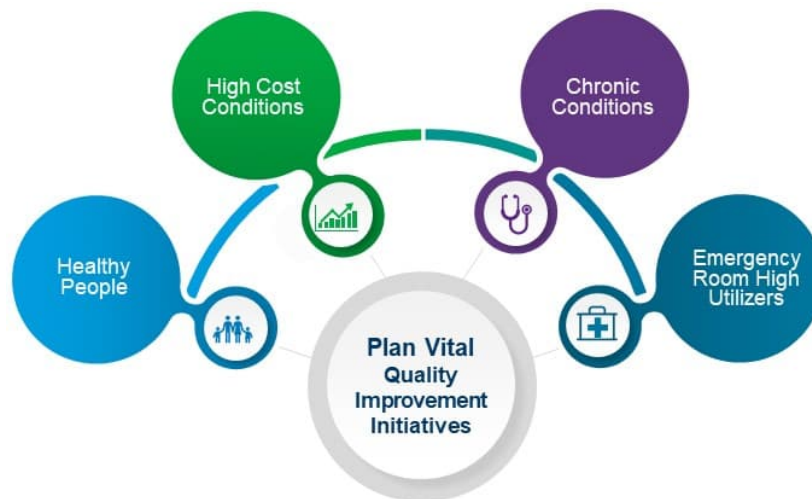 High Cost
Conditions
Chronic
Conditions
Healthy
People
Emergency
Room High
Utilizers
Plan Vital
Quality
Improvement
Initiatives